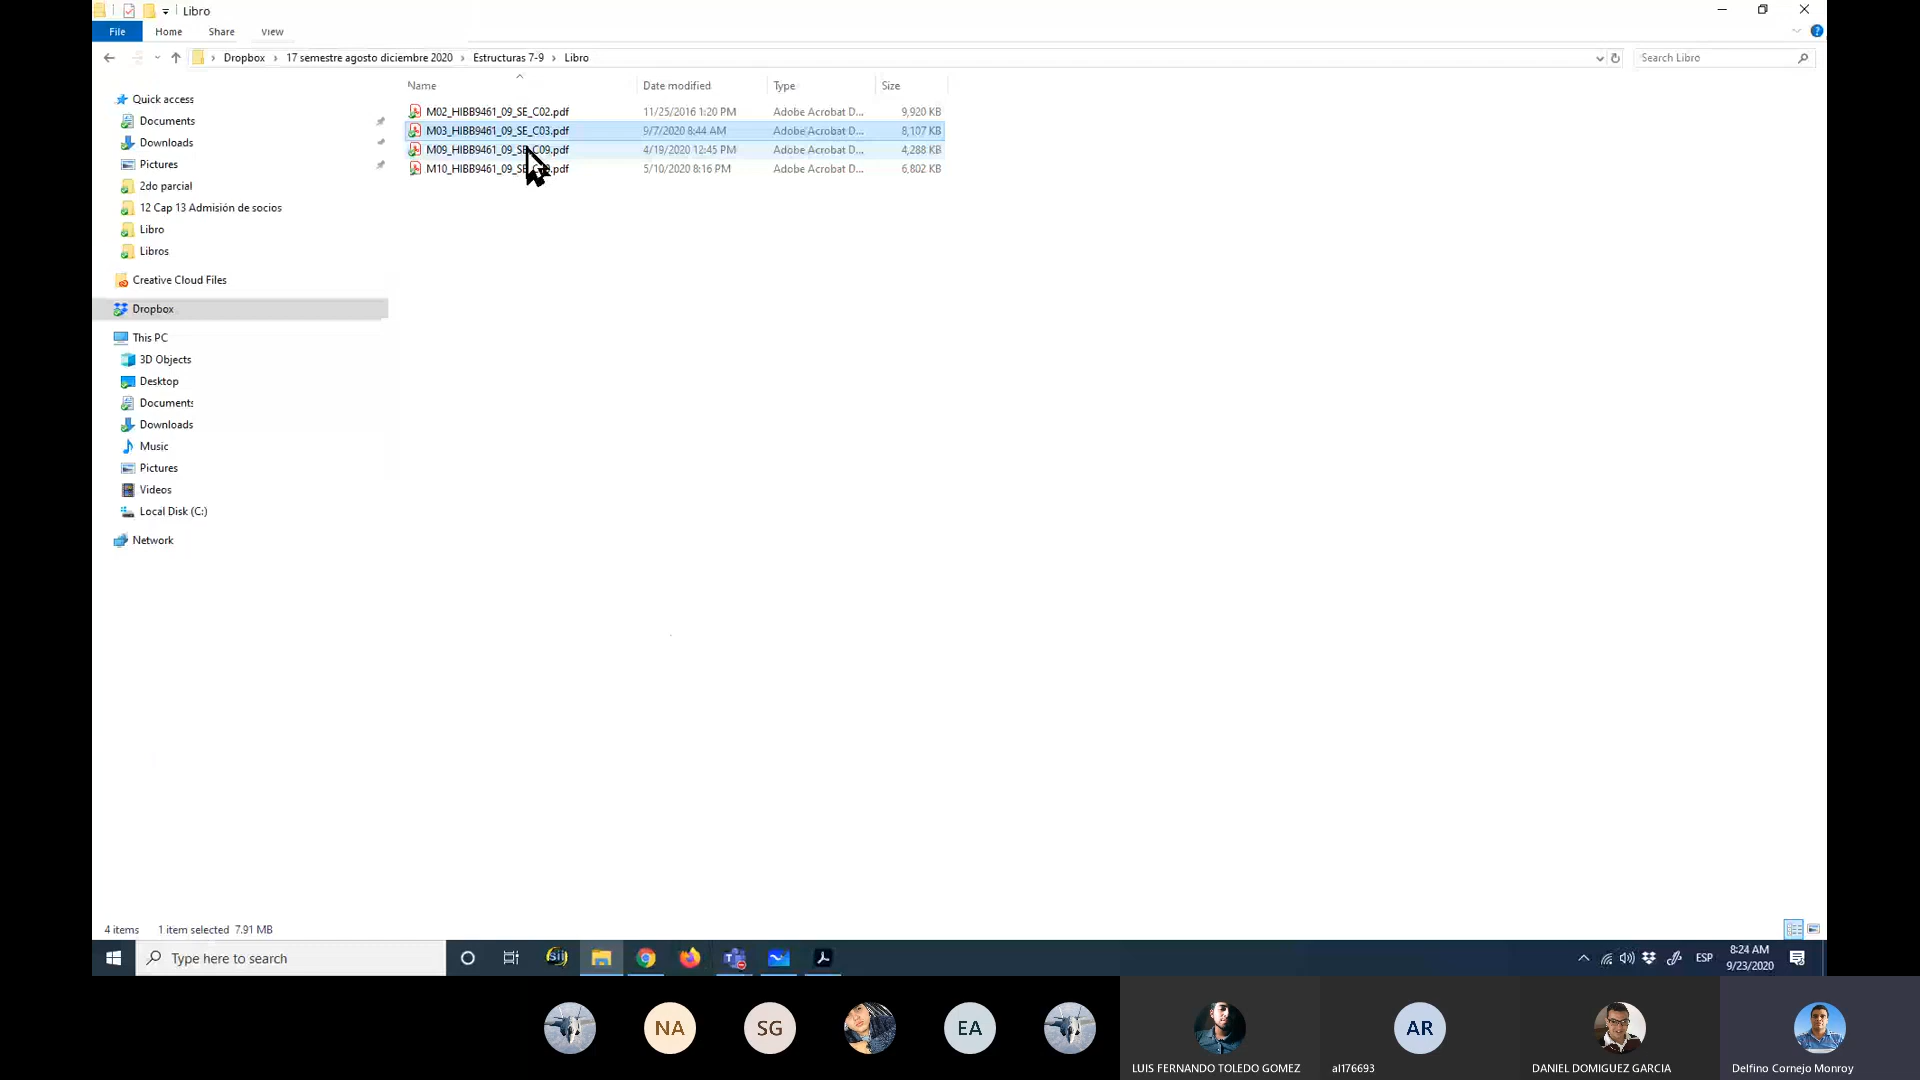 Libro
File Home Share View
Dropbox 17 semestre agosto diciembre 2020 Estructuras 7-9 Libro
Search Libro
Name Date modified Type Size
M02_HIBB9461_09_SE_C02.pdf 11/25/2016 1:20 PM Adobe Acrobat D... 9,920 KB
M03_HIBB9461_09_SE_C03.pdf 9/7/2020 8:44 AM Adobe Acrobat D... 8,107 KB
M09_HIBB9461_09_SE_C09.pdf 4/19/2020 12:45 PM Adobe Acrobat D... 4,288 KB
M10_HIBB9461_09_SE .pdf 5/10/2020 8:16 PM Adobe Acrobat D... 6,802 KB
Quick access
Documents
Downloads
Pictures
2do parcial
12 Cap 13 Admisión de socios
Libro
Libros
Creative Cloud Files
Dropbox
This PC
3D Objects
Desktop
Documents
Downloads
Music
Pictures
Videos
Local Disk (C:)
Network
4 items 1 item selected 7.91 MB
Type here to search
sii
ESP
8:24 AM
9/23/2020
NA
SG
EA
AR
LUIS FERNANDO TOLEDO GOMEZ
al176693
DANIEL DOMIGUEZ GARCIA
Delfino Cornejo Monroy